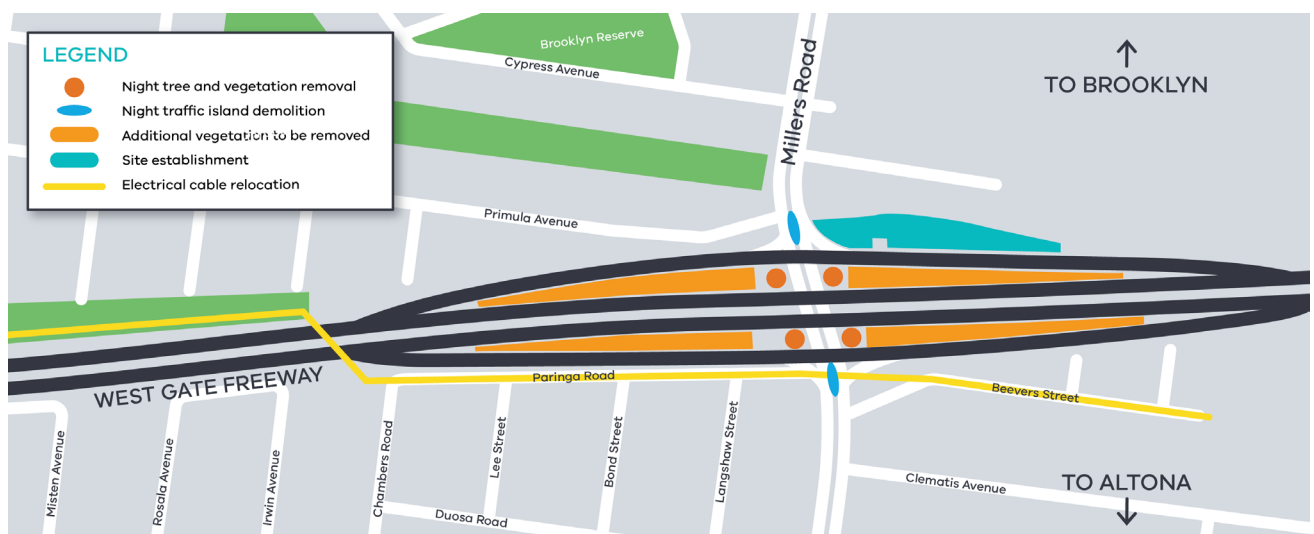 LEGEND
Night tree and vegetation removal
Night traffic island demolition
Additional vegetation to be removed
Site establishment
Electrical cable relocation
Brooklyn Reserve
Cypress Avenue
Millers Road
TO BROOKLYN
Primula Avenue
WEST GATE FREEWAY
Paringa Road
Beevers Street
Misten Avenue
Rosala Avenue
Irwin Avenue
Chambers Road
Lee Street
Bond Street
Langshaw Street
Duosa Road
Clematis Avenue
TO ALTONA